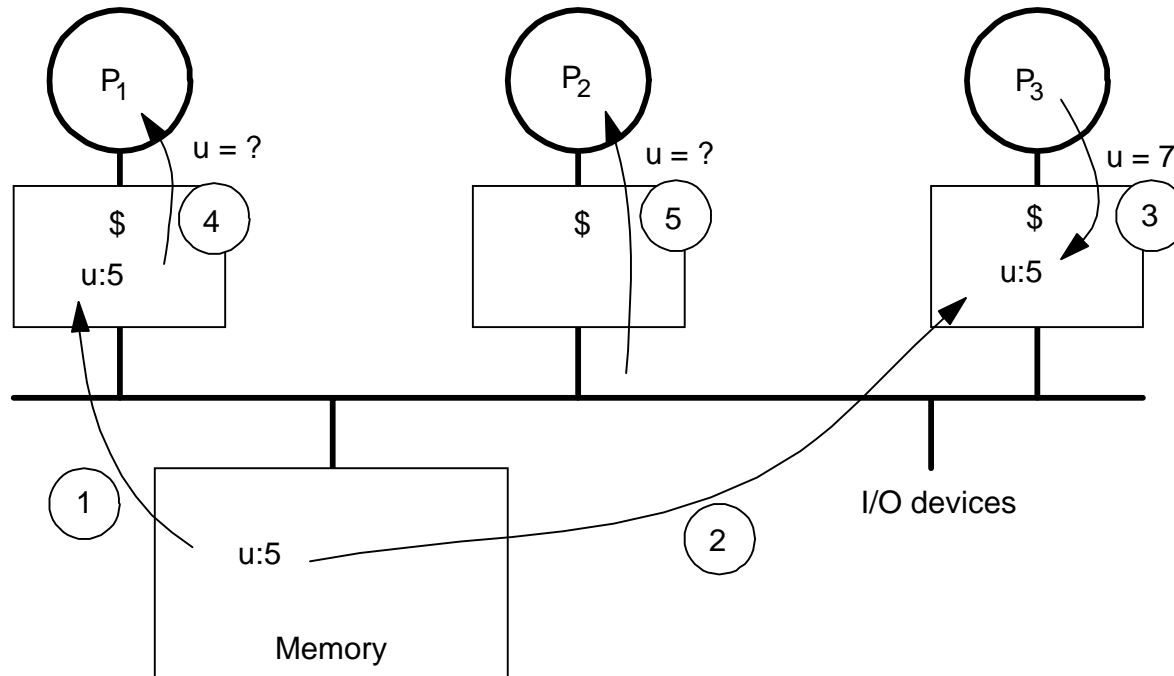 P1
P2
P3
u = ?
u = ?
u = 7
$
4
$
5
$
3
u:5
u:5
1
2
I/O devices
u:5
Memory